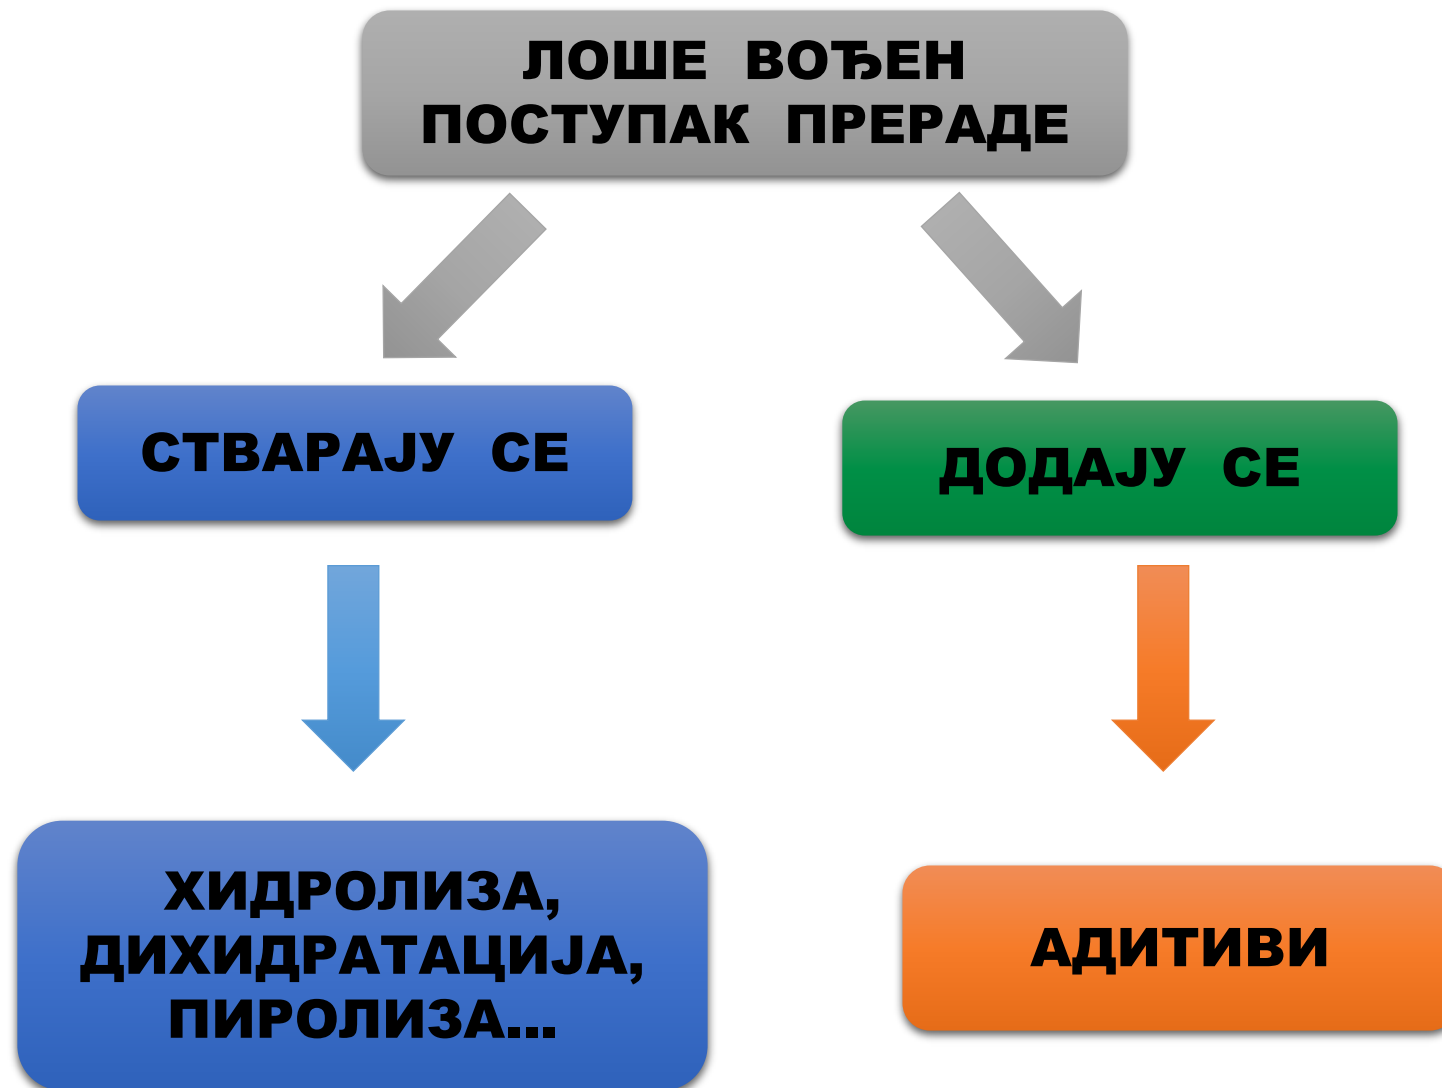 ЛОШЕ ВОЂЕН
ПОСТУПАК ПРЕРАДЕ
СТВАРАЈУ СЕ
ДОДАЈУ СЕ
ХИДРОЛИЗА,
ДИХИДРАТАЦИЈА,
ПИРОЛИЗА...
АДИТИВИ